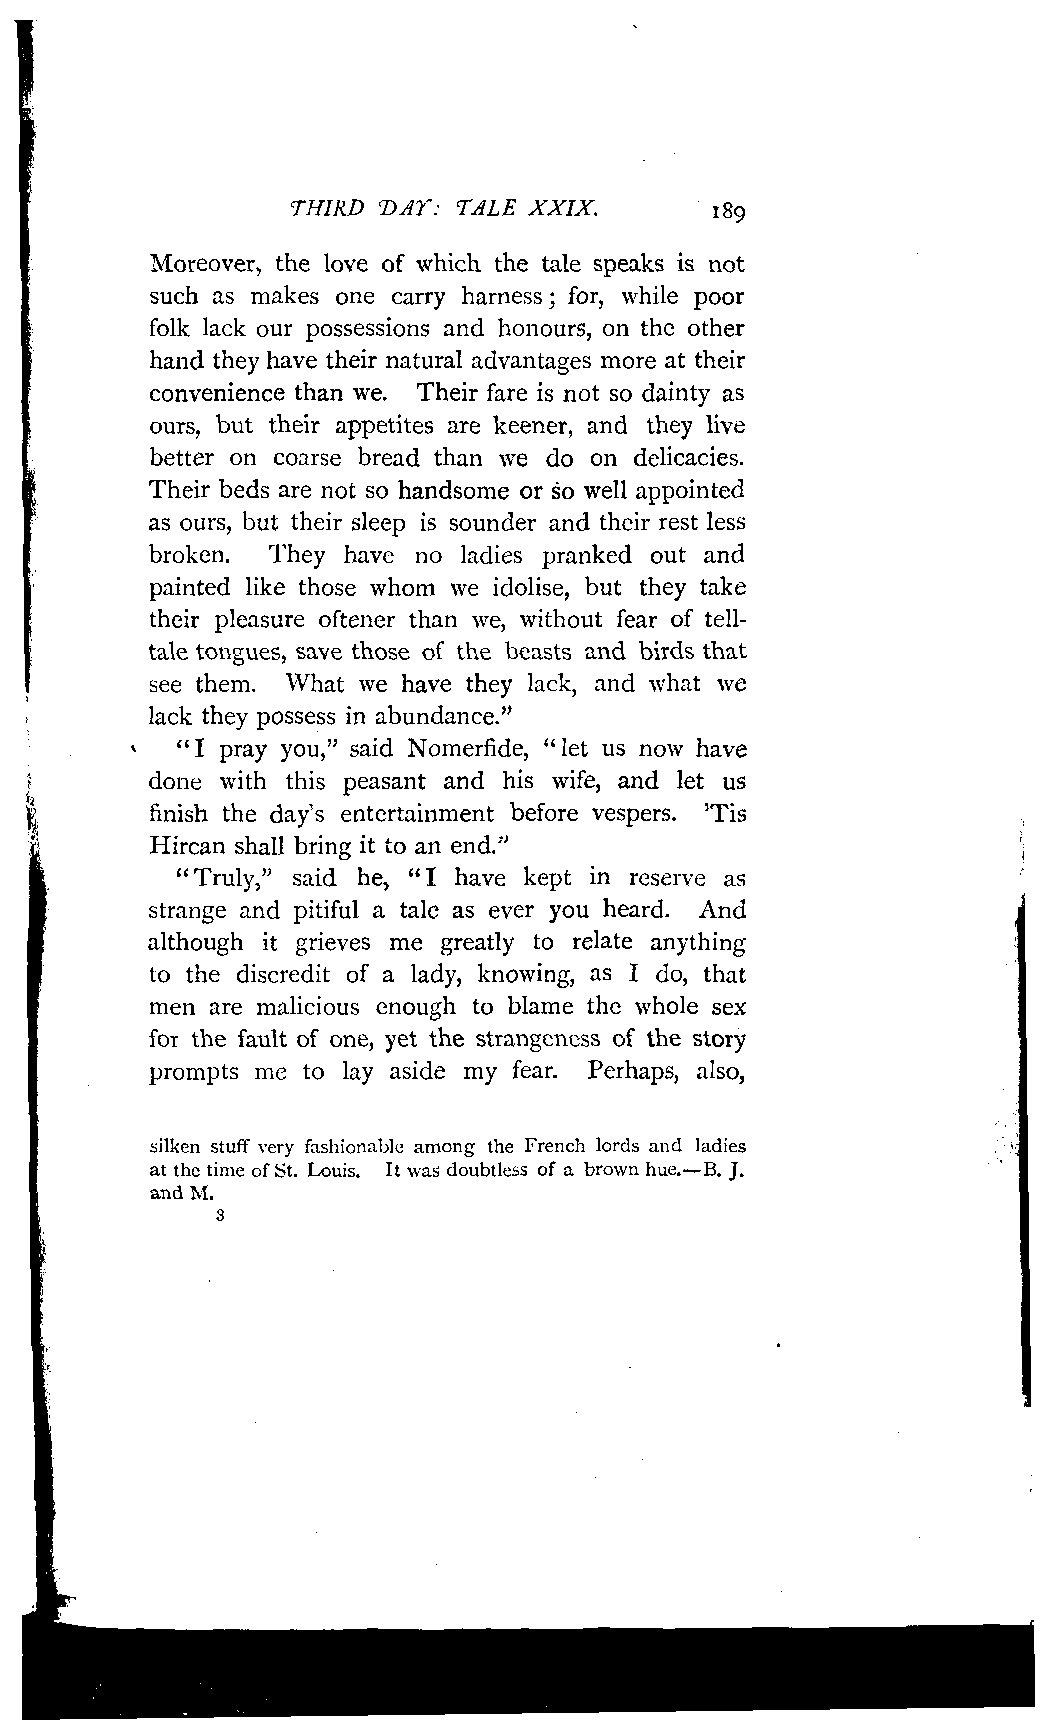 THIRD DAY: TALE XXIX. 189
Moreover, the love of which the tale speaks is not
such as makes one carry harness; for, while poor
folk lack our possessions and honours, on the other
hand they have their natural advantages more at their
convenience than we. Their fare is not so dainty as
ours, but their appetites are keener, and they live
better on coarse bread than we do on delicacies.
Their beds are not so handsome or so well appointed
as ours, but their sleep is sounder and their rest less
broken. They have no ladies pranked out and
painted like those whom we idolise, but they take
their pleasure oftener than we, without fear of tell-
tale tongues, save those of the beasts and birds that
see them. What we have they lack, and what we
lack they possess in abundance."
"I pray you," said Nomerfide, "let us now have
done with this peasant and his wife, and let us
finish the day's entertainment before vespers. 'Tis
Hircan shall bring it to an end."
"Truly," said he, "I have kept in reserve as
strange and pitiful a tale as ever you heard. And
although it grieves me greatly to relate anything
to the discredit of a lady, knowing, as I do, that
men are malicious enough to blame the whole sex
for the fault of one, yet the strangeness of the story
prompts me to lay aside my fear. Perhaps, also,
silken stuff very fashionable among the French lords and ladies
at the time of St. Louis. It was doubtless of a brown hue.—B. J.
and M.
3